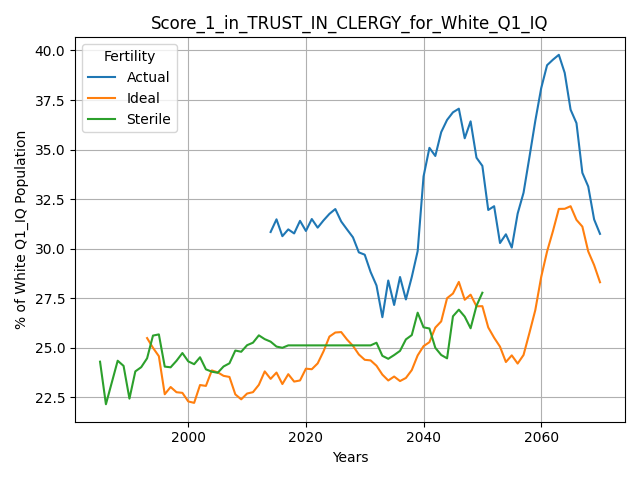 Score_1_in_TRUST_IN_CLERGY_for_White_Q1_IQ
Fertility
Actual
Ideal
Sterile
% of White Q1_IQ Population
40.0
37.5
35.0
32.5
30.0
27.5
25.0
22.5
2000
2020
2040
2060
Years